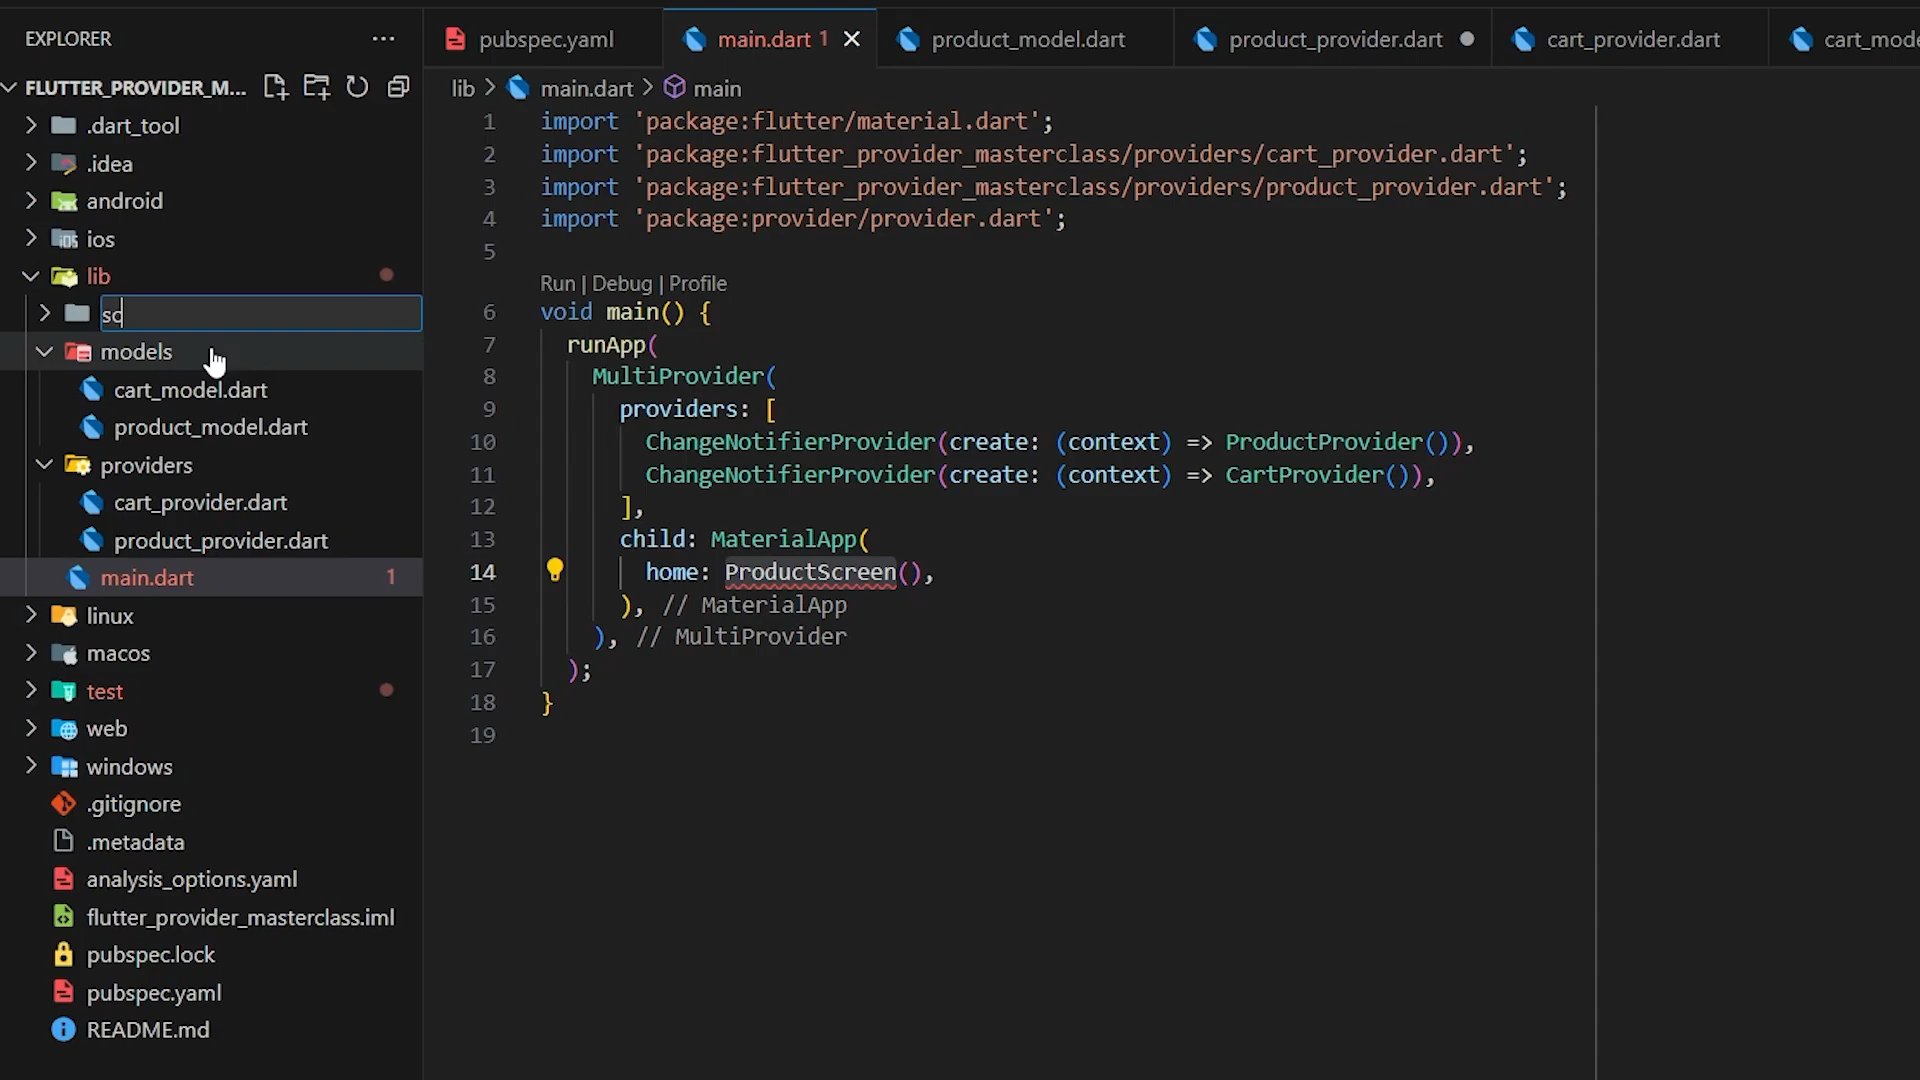 EXPLORER
FLUTTER_PROVIDER_M...
.dart_tool
.idea
android
ios
lib
sc
models
cart_model.dart
product_model.dart
providers
cart_provider.dart
product_provider.dart
main.dart 1
linux
macos
test
web
windows
.gitignore
.metadata
analysis_options.yaml
flutter_provider_masterclass.iml
pubspec.lock
pubspec.yaml
README.md
pubspec.yaml main.dart 1 product_model.dart product_provider.dart cart_provider.dart cart_mode
lib > main.dart > main
1 import 'package:flutter/material.dart';
2 import 'package:flutter_provider_masterclass/providers/cart_provider.dart';
3 import 'package:flutter_provider_masterclass/providers/product_provider.dart';
4 import 'package:provider/provider.dart';
5
Run | Debug | Profile
6 void main() {
7 runApp(
8 MultiProvider(
9 providers: [
10 ChangeNotifierProvider(create: (context) => ProductProvider()),
11 ChangeNotifierProvider(create: (context) => CartProvider()),
12 ],
13 child: MaterialApp(
14 home: ProductScreen(),
15 ), // MaterialApp
16 ), // MultiProvider
17 );
18 }
19